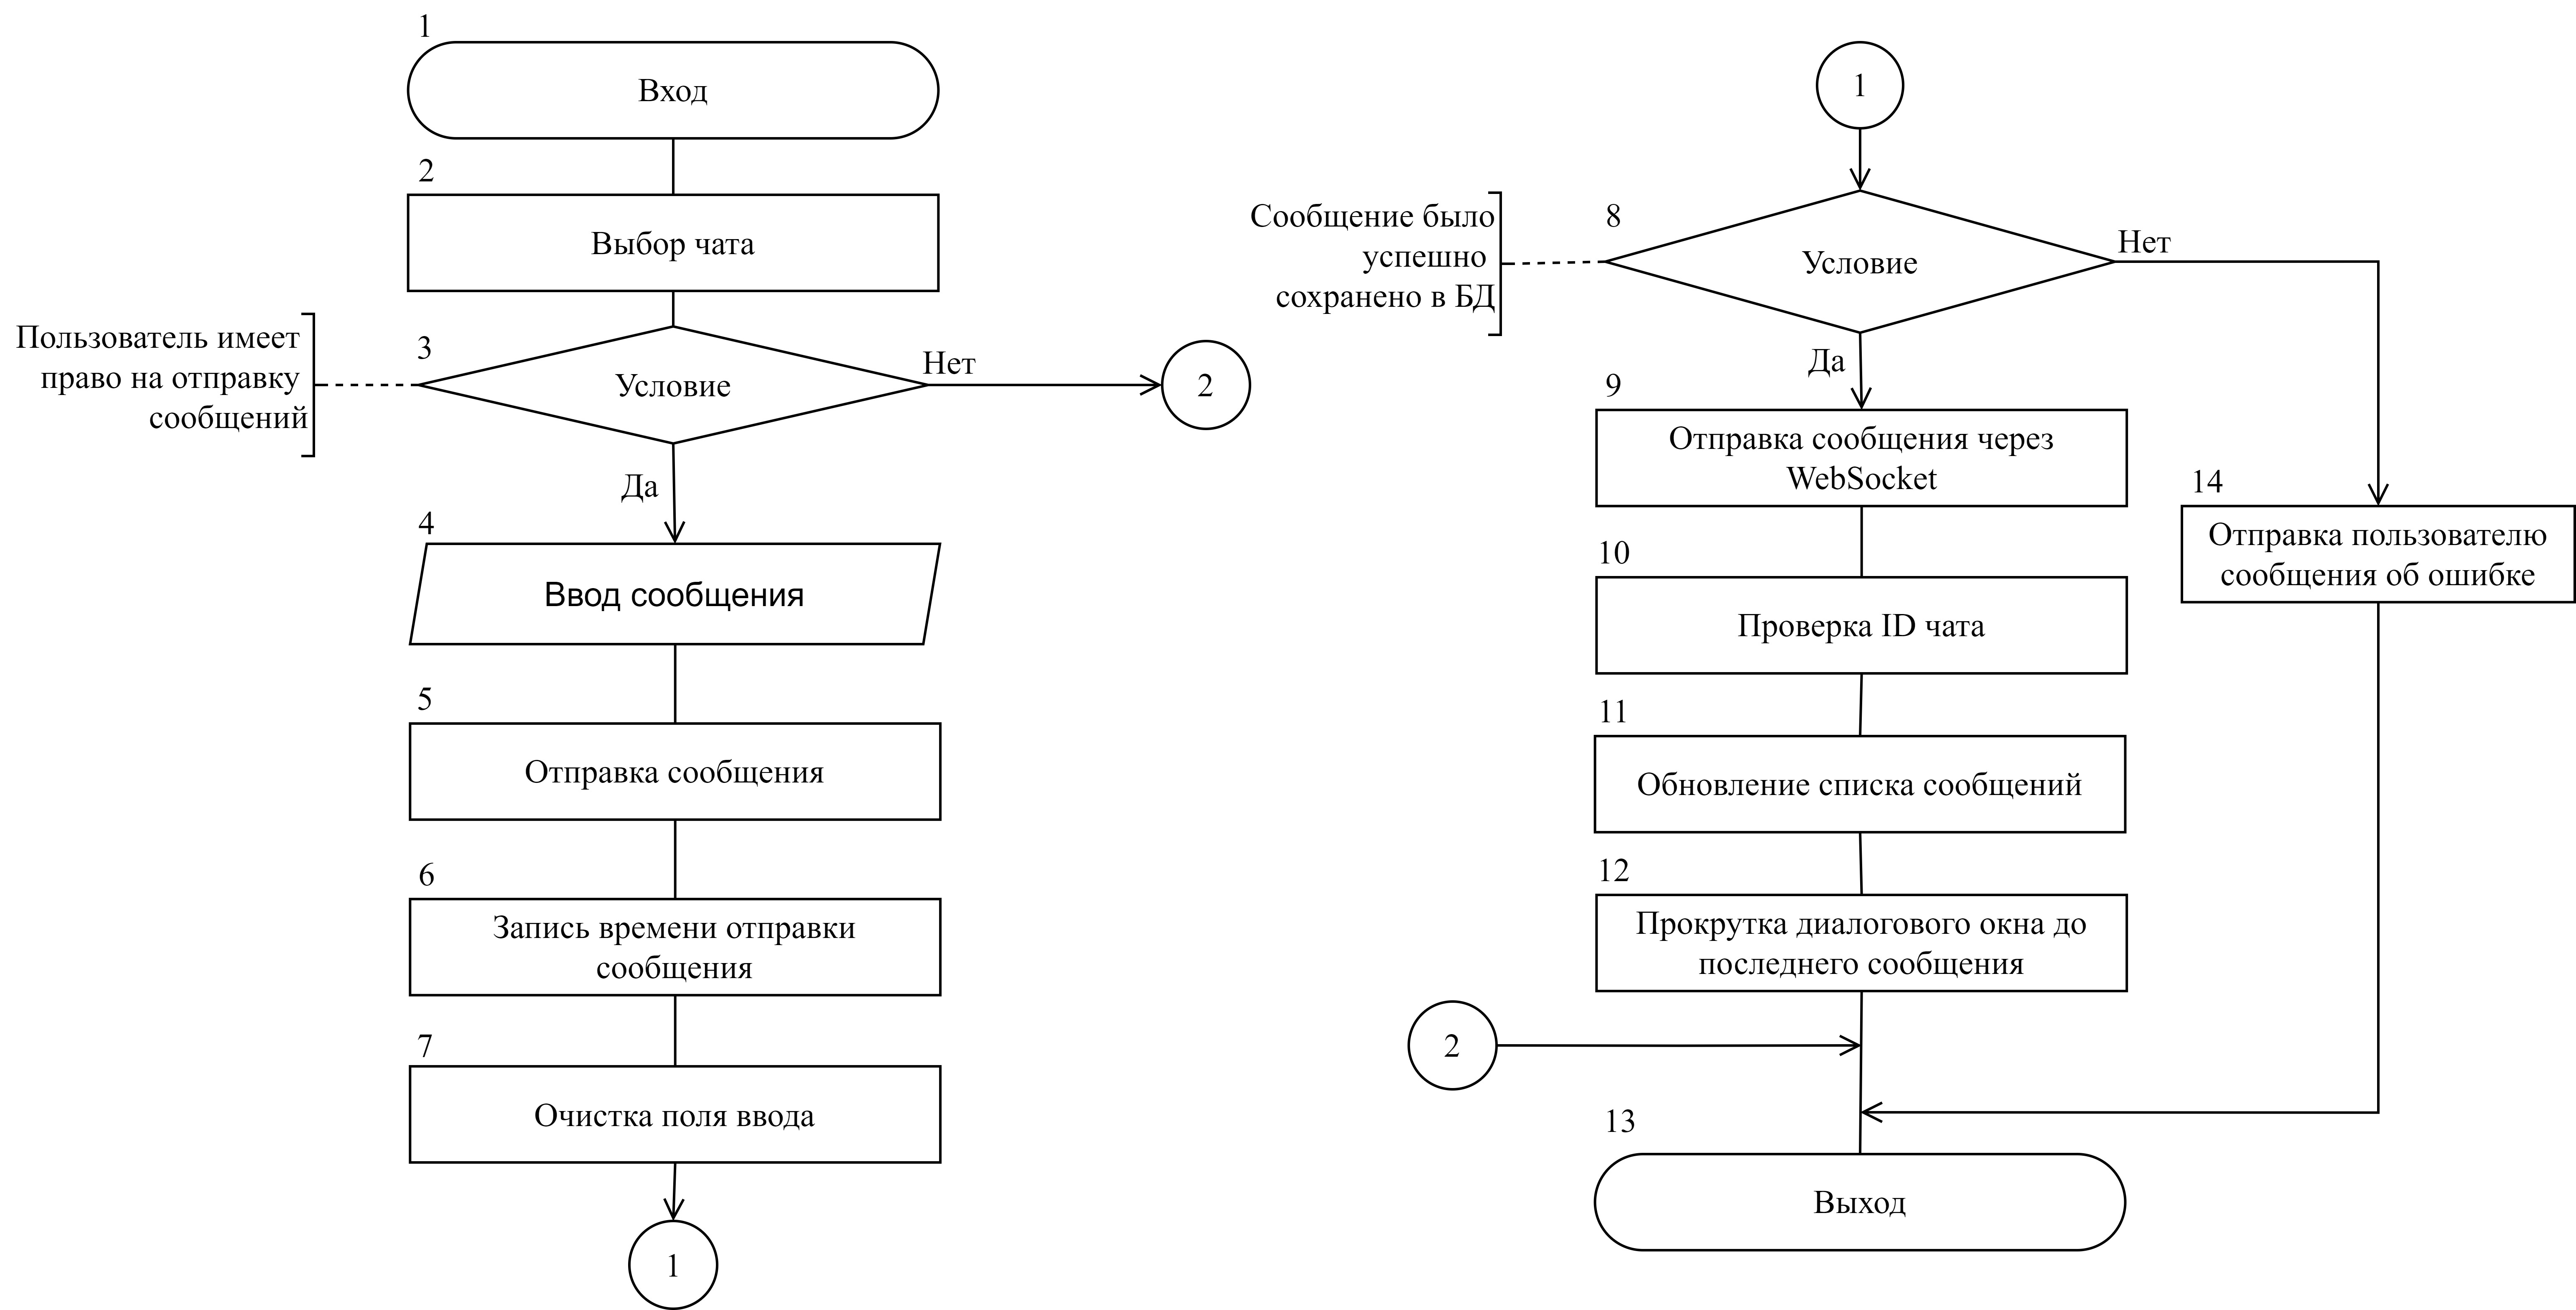 1
Вход
2
Выбор чата
Пользователь имеет
право на отправку
сообщений
3
Условие
Нет
2
Да
4
Ввод сообщения
5
Отправка сообщения
6
Запись времени отправки
сообщения
7
Очистка поля ввода
1
1
Сообщение было
успешно
сохранено в БД
8
Условие
Нет
Да
9
Отправка сообщения через
WebSocket
14
Отправка пользователю
сообщения об ошибке
10
Проверка ID чата
11
Обновление списка сообщений
12
Прокрутка диалогового окна до
последнего сообщения
2
13
Выход